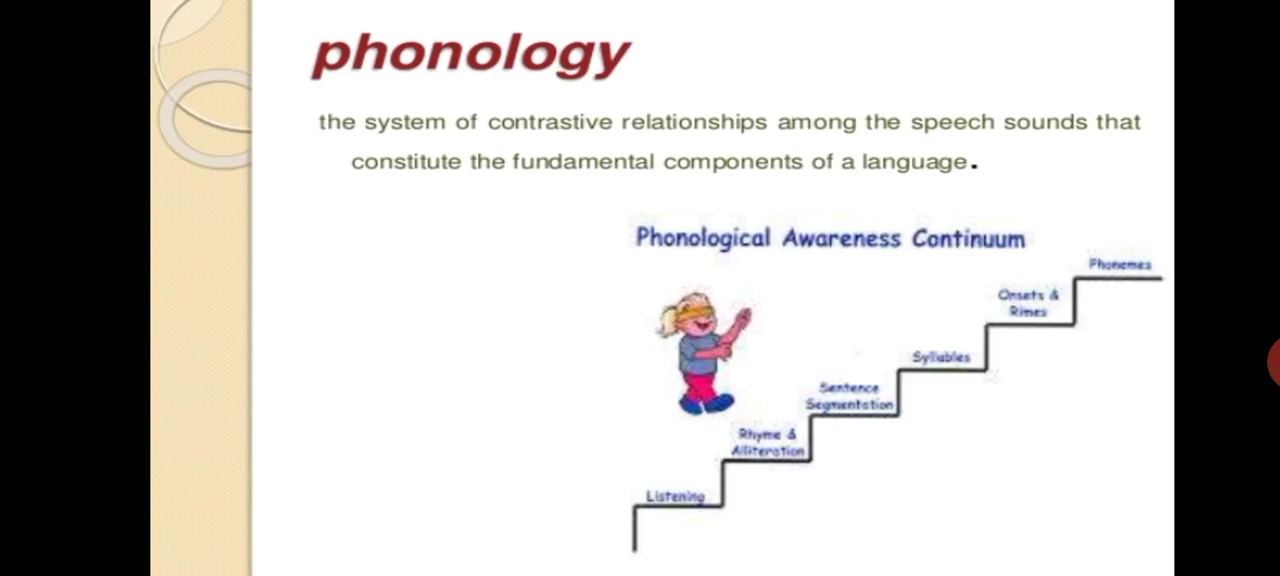 phonology
the system of contrastive relationships among the speech sounds that
constitute the fundamental components of a language.
Phonological Awareness Continuum
Phonemes
Onsets &
Rimes
Syllables
Sentence
Segmentation
Rhyme &
Alliteration
Listening